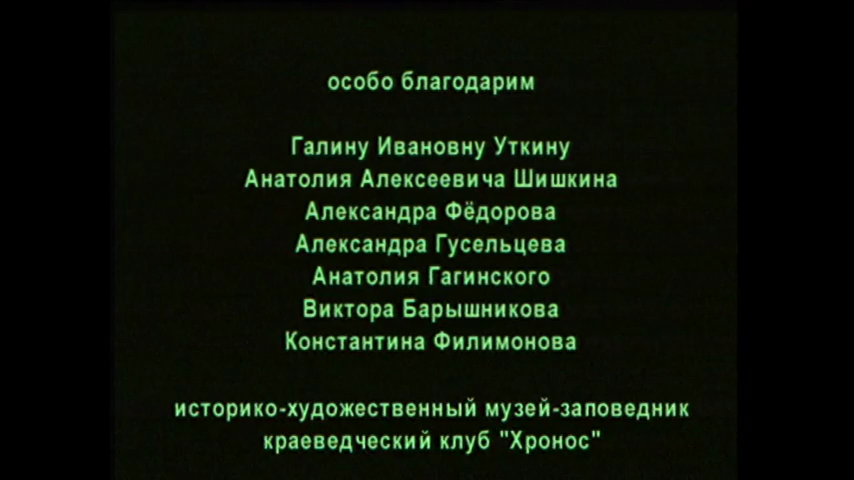 особо благодарим
Галину Ивановну Уткину
Анатолия Алексеевича Шишкина
Александра Фёдорова
Александра Гусельцева
Анатолия Гагинского
Виктора Барышникова
Константина Филимонова
историко-художественный музей-заповедник
краеведческий клуб "Хронос"